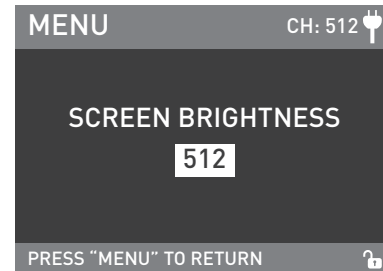 MENU CH: 512
SCREEN BRIGHTNESS
512
PRESS “MENU” TO RETURN